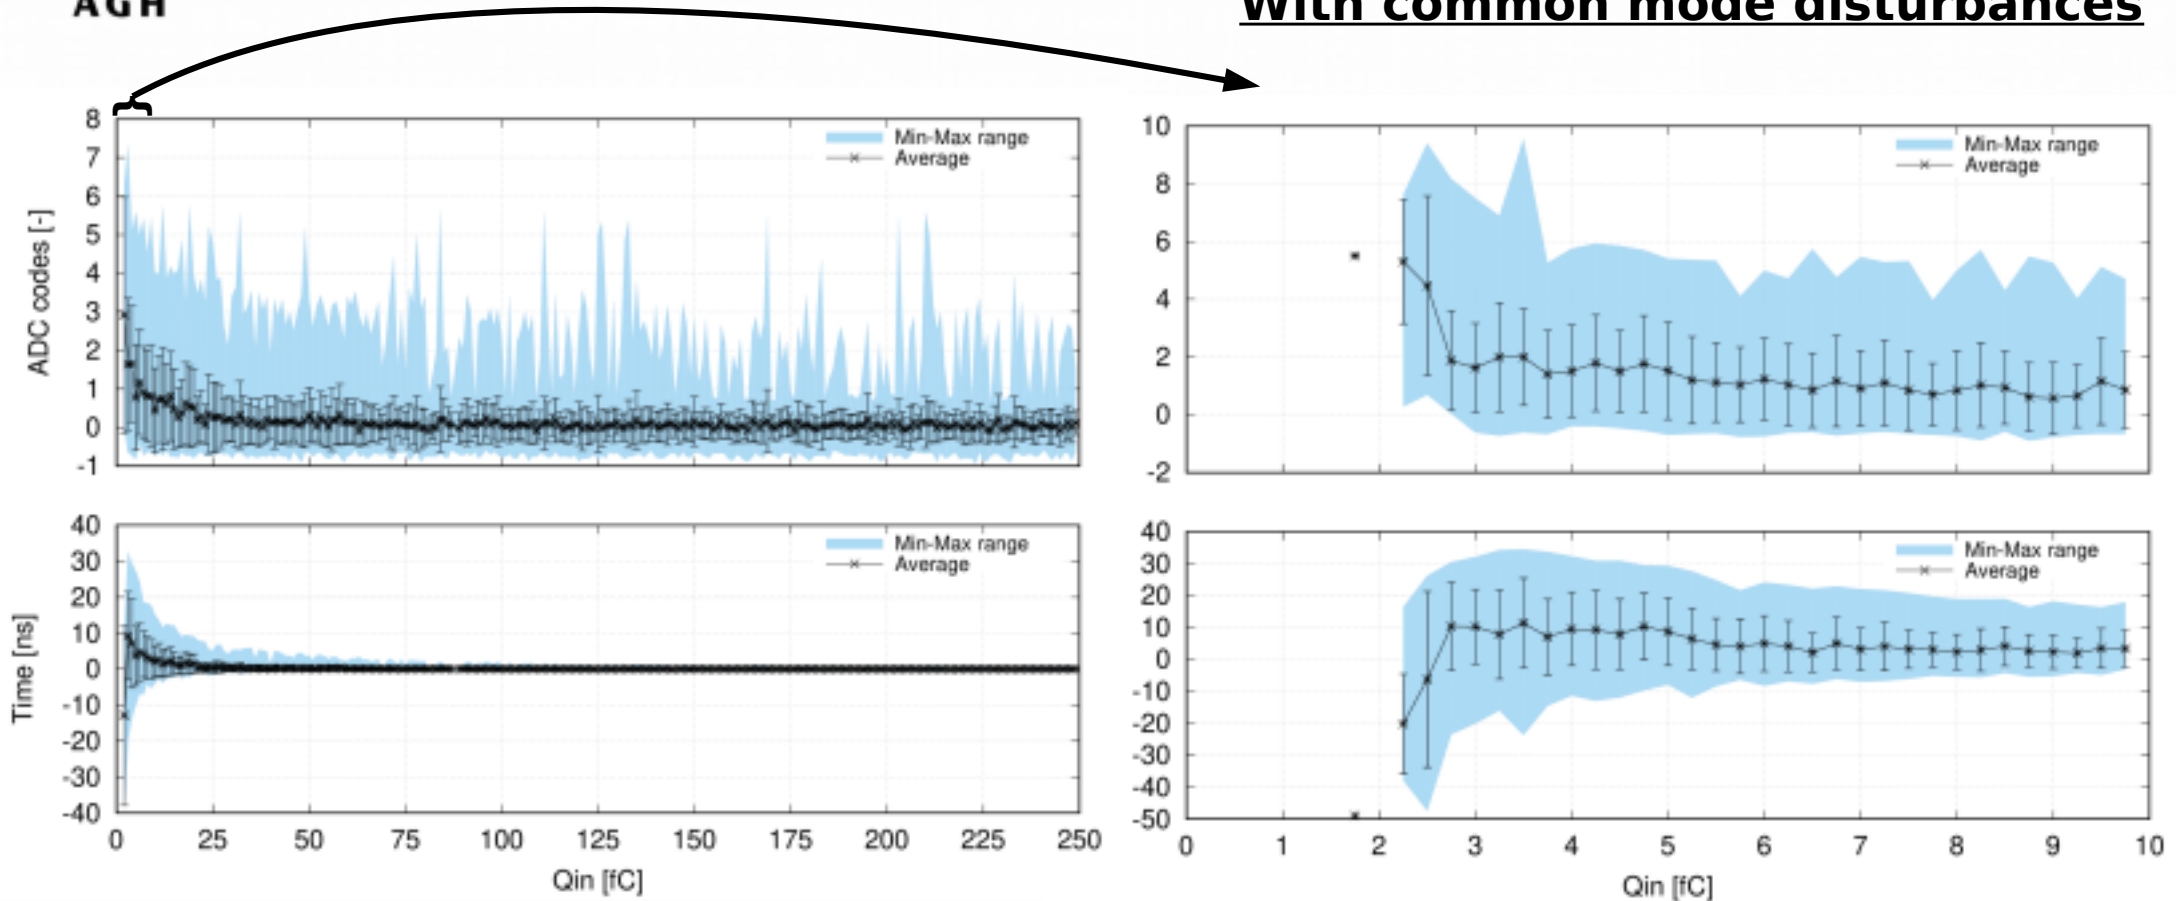 AGH
With common mode disturbances
8
7
6
5
4
3
2
1
0
-1
ADC codes [-]
Min-Max range
Average
10
8
6
4
2
0
-2
Min-Max range
Average
40
30
20
10
0
-10
-20
-30
-40
Time [ns]
Min-Max range
Average
0 25 50 75 100 125 150 175 200 225 250
Qin [fC]
40
30
20
10
0
-10
-20
-30
-40
-50
Min-Max range
Average
0 1 2 3 4 5 6 7 8 9 10
Qin [fC]